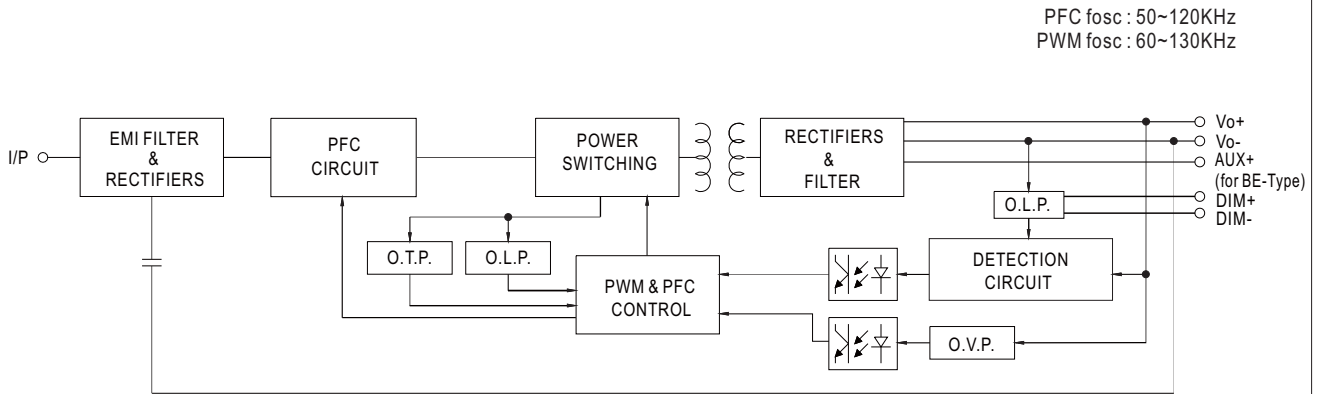 PFC fosc : 50~120KHz
PWM fosc : 60~130KHz
I/P
EMI FILTER
&
RECTIFIERS
PFC
CIRCUIT
POWER
SWITCHING
RECTIFIERS
&
FILTER
Vo+
Vo-
AUX+
(for BE-Type)
DIM+
DIM-
O.L.P.
O.T.P.
O.L.P.
PWM & PFC
CONTROL
DETECTION
CIRCUIT
O.V.P.